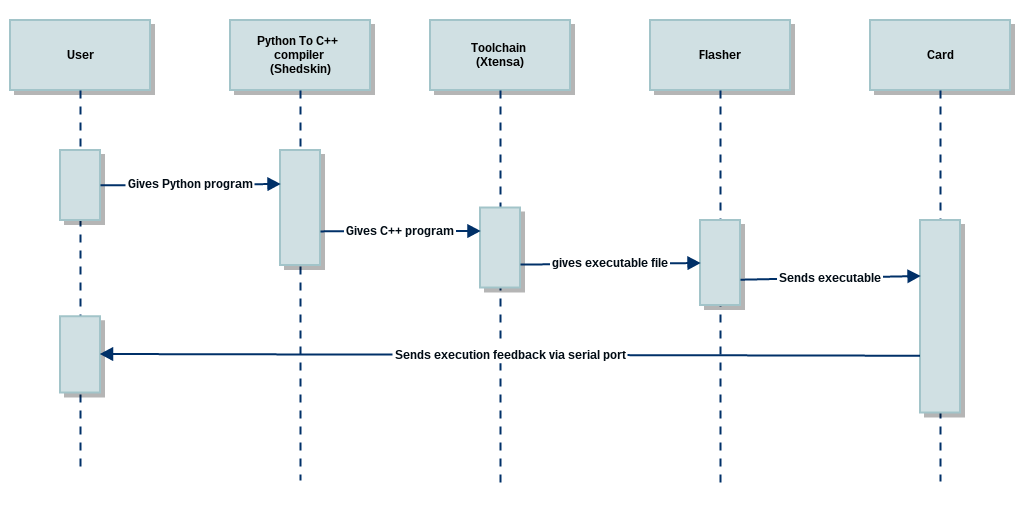 User
Python To C++
compiler
(Shedskin)
Toolchain
(Xtensa)
Flasher
Card
Gives Python program
Gives C++ program
gives executable file
Sends executable
Sends execution feedback via serial port